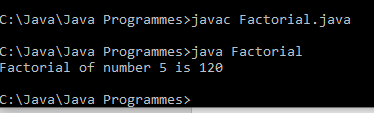 C:\Java\Java Programmes>javac Factorial.java
C:\Java\Java Programmes>java Factorial
Factorial of number 5 is 120
C:\Java\Java Programmes>